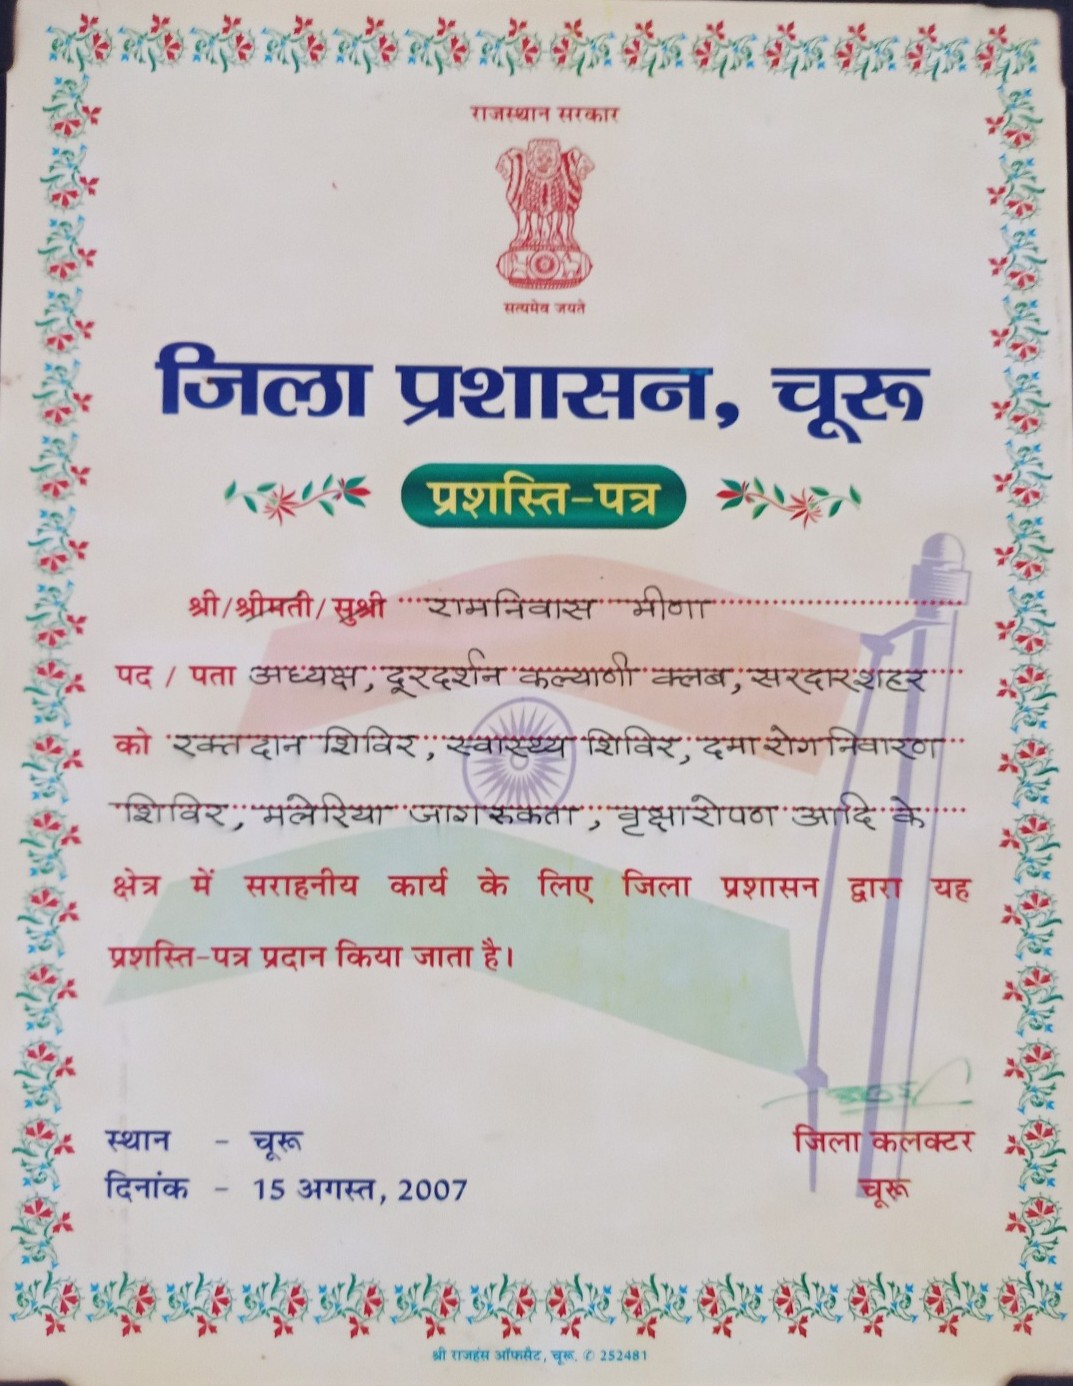 राजस्थान सरकार
सत्यमेव जयते
जिला प्रशासन, चूरू
प्रशस्ति-पत्र
श्री/श्रीमती/सुश्री रामनिवास मीणा
पद / पता अध्यक्ष, दूरदर्शन कल्याणी क्लब, सरदारशहर
को रक्तदान शिविर, स्वास्थ्य शिविर, दमा रोग निवारण
शिविर, मलेरिया जागरुकता, वृक्षारोपण आदि के
क्षेत्र में सराहनीय कार्य के लिए जिला प्रशासन द्वारा यह
प्रशस्ति-पत्र प्रदान किया जाता है।
स्थान - चूरू
दिनांक - 15 अगस्त, 2007
जिला कलक्टर
चूरू
श्री राजहंस ऑफसैट, चूरू. ✆ 252481